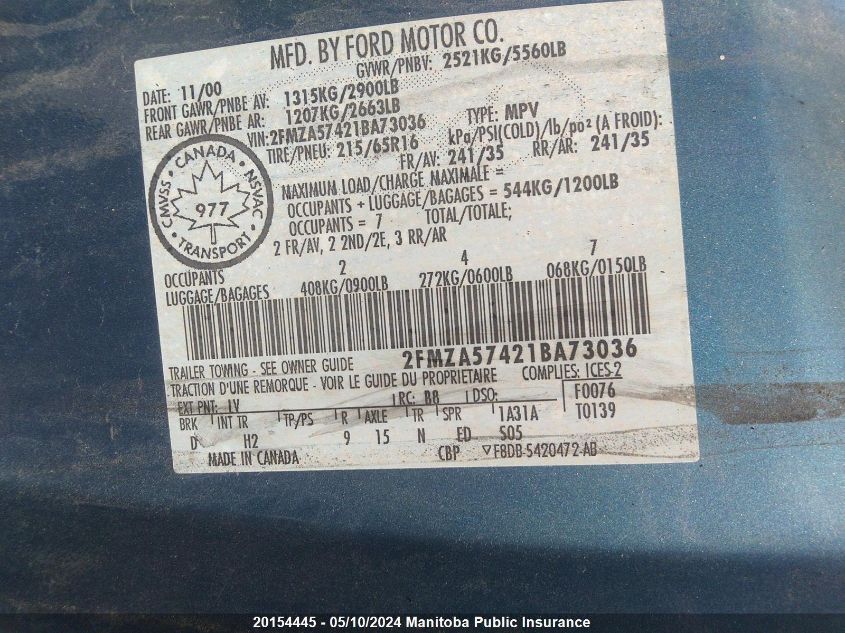 MFD. BY FORD MOTOR CO.
DATE: 11/00 GVWR/PNBV: 2521KG/5560LB
FRONT GAWR/PNBE AV: 1315KG/2900LB
REAR GAWR/PNBE AR: 1207KG/2663LB
VIN:2FMZA57421BA73036 TYPE: MPV
TIRE/PNEU: 215/65R16 kPa/PSI(COLD)/lb/po² (A FROID):
FR/AV: 241/35 RR/AR: 241/35
MAXIMUM LOAD/CHARGE MAXIMALE =
OCCUPANTS + LUGGAGE/BAGAGES = 544KG/1200LB
OCCUPANTS = 7 TOTAL/TOTALE;
2 FR/AV, 2 2ND/2E, 3 RR/AR
CANADA
CMVSS
NSVAC
977
TRANSPORT
OCCUPANTS 2 4 7
LUGGAGE/BAGAGES 408KG/0900LB 272KG/0600LB 068KG/0150LB
2FMZA57421BA73036
TRAILER TOWING - SEE OWNER GUIDE
TRACTION D'UNE REMORQUE - VOIR LE GUIDE DU PROPRIETAIRE COMPLIES: ICES-2
EXT PNT: LV RC: B8 DSO: F0076
BRK INT TR TP/PS R AXLE TR SPR 1A31A T0139
D H2 9 15 N ED S05
MADE IN CANADA CBP F8DB-5420472-AB
20154445 - 05/10/2024 Manitoba Public Insurance